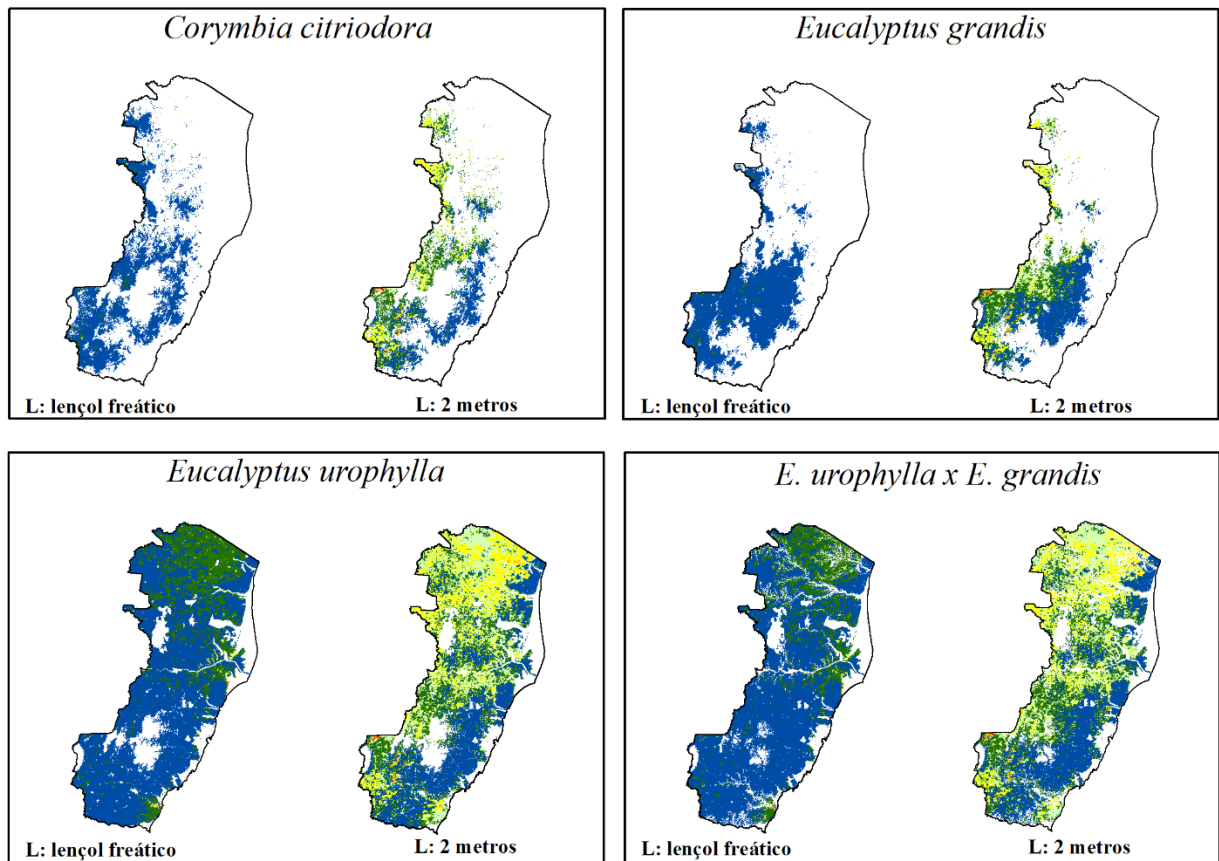 Corymbia citriodora
L: lençol freático
L: 2 metros
Eucalyptus grandis
L: lençol freático
L: 2 metros
Eucalyptus urophylla
L: lençol freático
L: 2 metros
E. urophylla x E. grandis
L: lençol freático
L: 2 metros